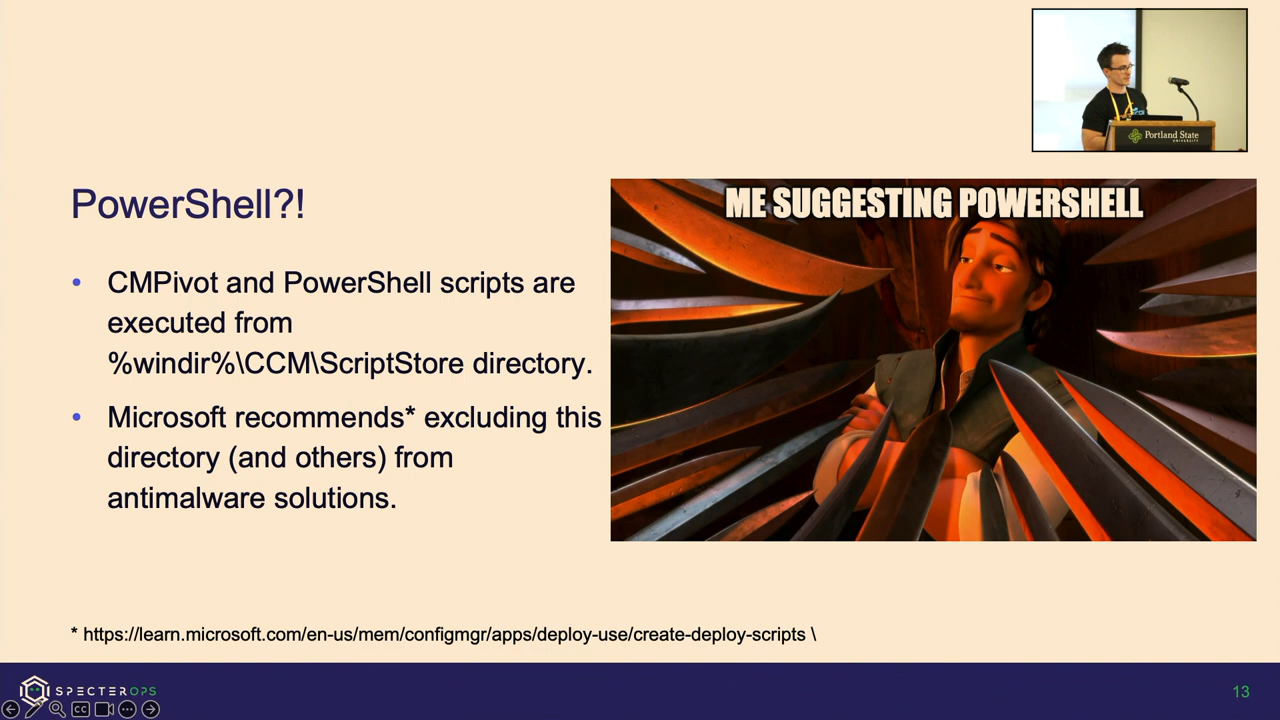 Portland State
UNIVERSITY
PowerShell?!
ME SUGGESTING POWERSHELL
• CMPivot and PowerShell scripts are
executed from
%windir%\CCM\ScriptStore directory.
• Microsoft recommends* excluding this
directory (and others) from
antimalware solutions.
* https://learn.microsoft.com/en-us/mem/configmgr/apps/deploy-use/create-deploy-scripts \
SPECTEROPS
CC
13